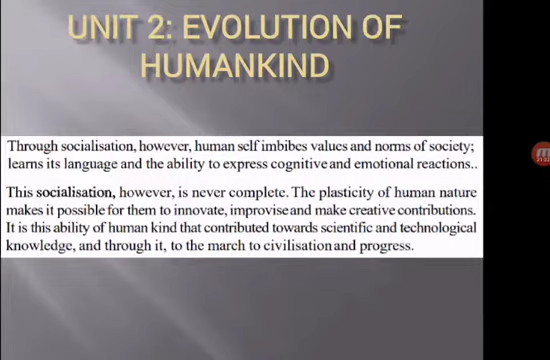 UNIT 2: EVOLUTION OF
HUMANKIND
Through socialisation, however, human self imbibes values and norms of society;
learns its language and the ability to express cognitive and emotional reactions..
This socialisation, however, is never complete. The plasticity of human nature
makes it possible for them to innovate, improvise and make creative contributions.
It is this ability of human kind that contributed towards scientific and technological
knowledge, and through it, to the march to civilisation and progress.